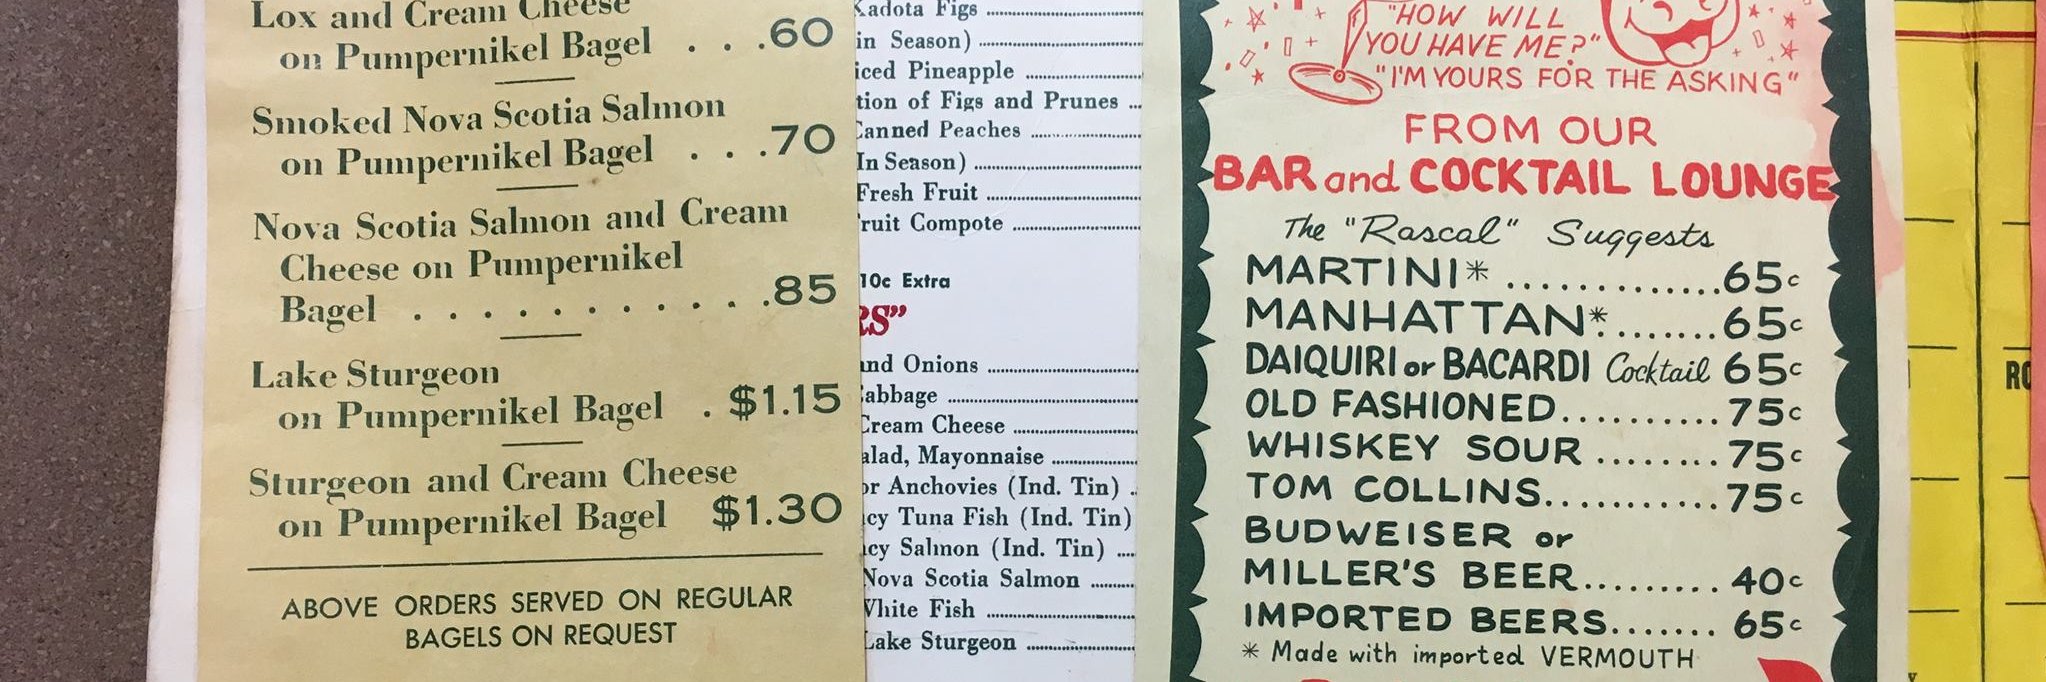 Lox and Cream Cheese
on Pumpernikel Bagel . . .60
Smoked Nova Scotia Salmon
on Pumpernikel Bagel . . .70
Nova Scotia Salmon and Cream
Cheese on Pumpernikel
Bagel . . . . . . . . . . .85
Lake Sturgeon
on Pumpernikel Bagel . $1.15
Sturgeon and Cream Cheese
on Pumpernikel Bagel $1.30
ABOVE ORDERS SERVED ON REGULAR
BAGELS ON REQUEST
Kadota Figs
in Season)
iced Pineapple
tion of Figs and Prunes
Canned Peaches
In Season)
Fresh Fruit
ruit Compote
10c Extra
ES”
and Onions
abbage
Cream Cheese
alad, Mayonnaise
or Anchovies (Ind. Tin)
cy Tuna Fish (Ind. Tin)
cy Salmon (Ind. Tin)
Nova Scotia Salmon
White Fish
Lake Sturgeon
"HOW WILL
YOU HAVE ME?"
"I'M YOURS FOR THE ASKING"
FROM OUR
BAR and COCKTAIL LOUNGE
The "Rascal" Suggests
MARTINI* ..............65c
MANHATTAN*........65c
DAIQUIRI or BACARDI Cocktail 65c
OLD FASHIONED..........75c
WHISKEY SOUR ........75c
TOM COLLINS...........75c
BUDWEISER or
MILLER'S BEER.........40c
IMPORTED BEERS.......65c
* Made with imported VERMOUTH